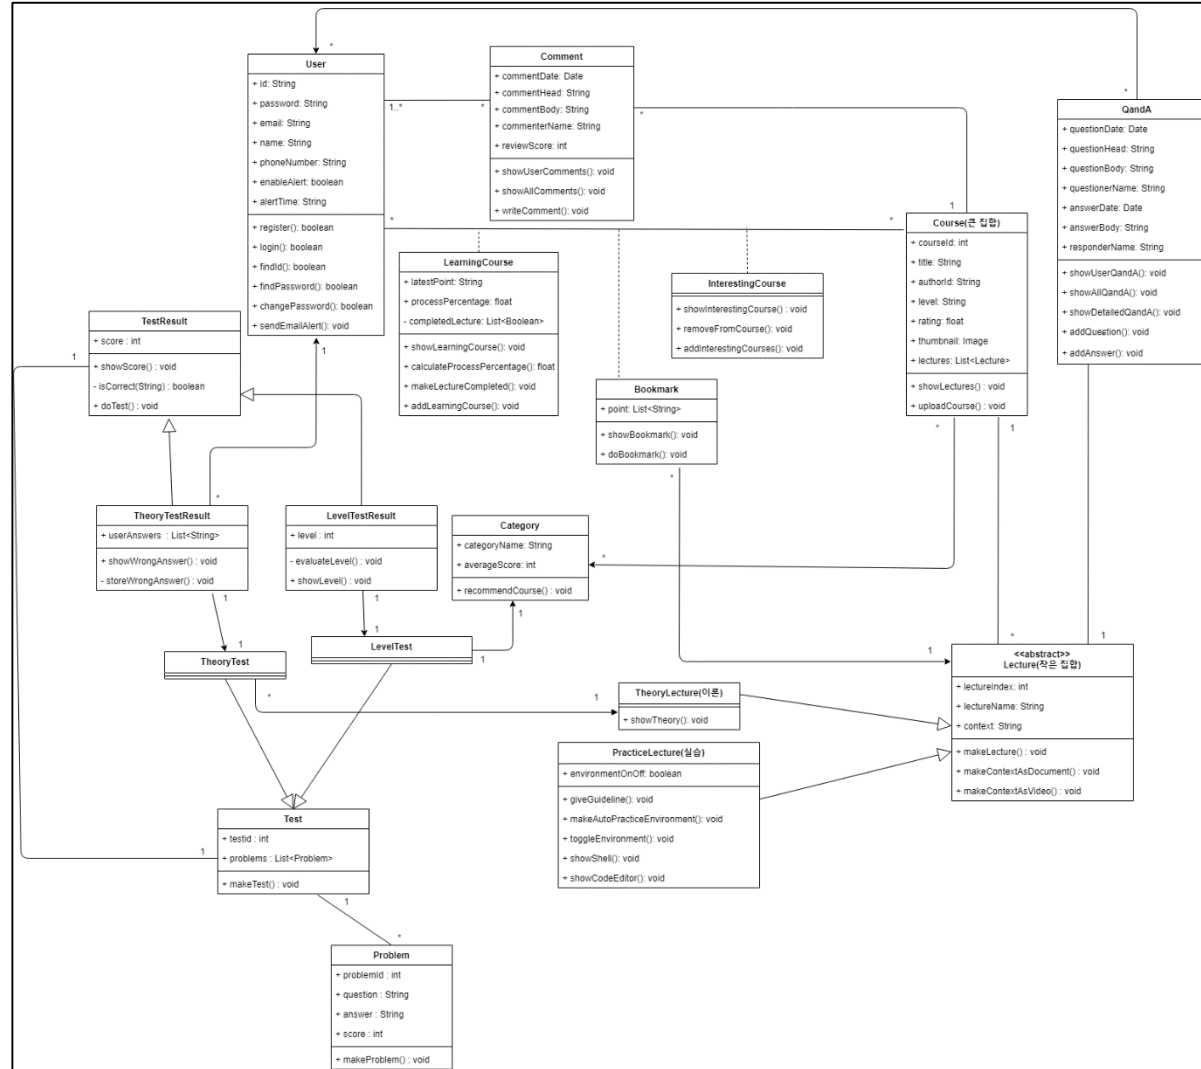 *
*
User
+ id: String
+ password: String
+ email: String
+ name: String
+ phoneNumber: String
+ enableAlert: boolean
+ alertTime: String
+ register(): boolean
+ login(): boolean
+ findId(): boolean
+ findPassword(): boolean
+ changePassword(): boolean
+ sendEmailAlert(): void
1..*
*
*
*
1
Comment
+ commentDate: Date
+ commentHead: String
+ commentBody: String
+ commenterName: String
+ reviewScore: int
+ showUserComments(): void
+ showAllComments(): void
+ writeComment(): void
*
1
QandA
+ questionDate: Date
+ questionHead: String
+ questionBody: String
+ questionerName: String
+ answerDate: Date
+ answerBody: String
+ responderName: String
+ showUserQandA(): void
+ showAllQandA(): void
+ showDetailedQandA(): void
+ addQuestion(): void
+ addAnswer(): void
Course(큰 집합)
+ courseId: int
+ title: String
+ authorId: String
+ level: String
+ rating: float
+ thumbnail: Image
+ lectures: List<Lecture>
+ showLectures(): void
+ uploadCourse(): void
*
1
LearningCourse
+ latestPoint: String
+ processPercentage: float
- completedLecture: List<Boolean>
+ showLearningCourse(): void
+ calculateProcessPercentage(): float
+ makeLectureCompleted(): void
+ addLearningCourse(): void
InterestingCourse
+ showInterestingCourse() : void
+ removeFromCourse(): void
+ addInterestingCourses(): void
Bookmark
+ point: List<String>
+ showBookmark(): void
+ doBookmark(): void
*
TestResult
+ score : int
+ showScore() : void
- isCorrect(String) : boolean
+ doTest() : void
1
*
TheoryTestResult
+ userAnswers : List<String>
+ showWrongAnswer() : void
- storeWrongAnswer() : void
1
1
LevelTestResult
+ level : int
- evaluateLevel() : void
+ showLevel() : void
1
1
Category
+ categoryName: String
+ averageScore: int
+ recommendCourse() : void
*
1
1
TheoryTest
*
LevelTest
1
TheoryLecture(이론)
+ showTheory(): void
PracticeLecture(실습)
+ environmentOnOff: boolean
+ giveGuideline(): void
+ makeAutoPracticeEnvironment(): void
+ toggleEnvironment(): void
+ showShell(): void
+ showCodeEditor(): void
1
*
1
<<abstract>>
Lecture(작은 집합)
+ lectureIndex: int
+ lectureName: String
+ context: String
+ makeLecture() : void
+ makeContextAsDocument(): void
+ makeContextAsVideo(): void
Test
+ testid : int
+ problems : List<Problem>
+ makeTest() : void
1
1
*
Problem
+ problemId : int
+ question : String
+ answer : String
+ score : int
+ makeProblem() : void